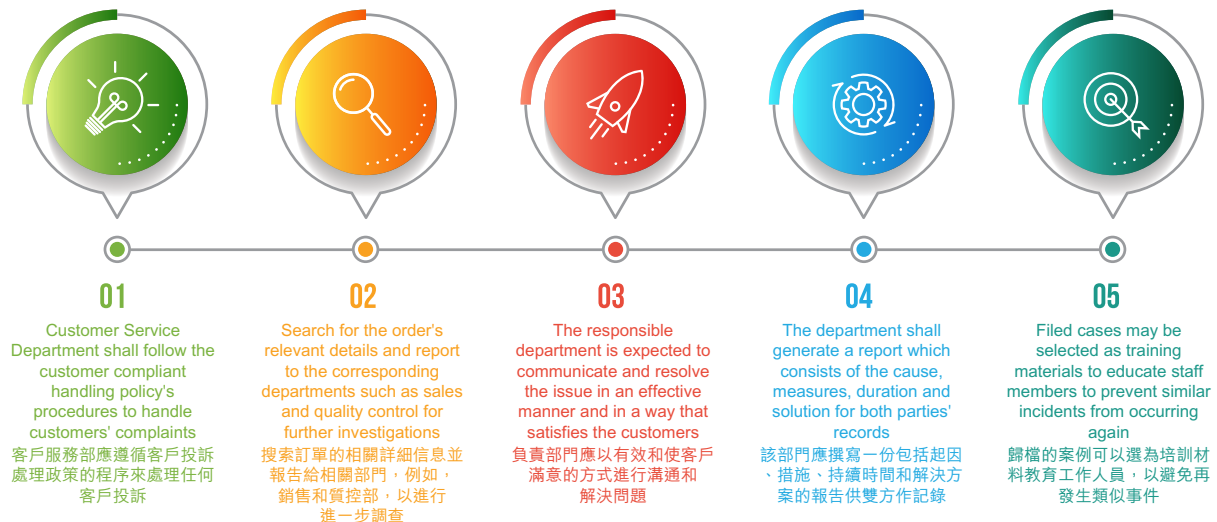 01
Customer Service
Department shall follow the
customer compliant
handling policy's
procedures to handle
customers' complaints
客戶服務部應遵循客戶投訴
處理政策的程序來處理任何
客戶投訴
02
Search for the order's
relevant details and report
to the corresponding
departments such as sales
and quality control for
further investigations
搜索訂單的相關詳細信息並
報告給相關部門，例如，
銷售和質控部，以進行
進一步調查
03
The responsible
department is expected to
communicate and resolve
the issue in an effective
manner and in a way that
satisfies the customers
負責部門應以有效和使客戶
滿意的方式進行溝通和
解決問題
04
The department shall
generate a report which
consists of the cause,
measures, duration and
solution for both parties'
records
該部門應撰寫一份包括起因
、措施、持續時間和解決方
案的報告供雙方作記錄
05
Filed cases may be
selected as training
materials to educate staff
members to prevent similar
incidents from occurring
again
歸檔的案例可以選為培訓材
料教育工作人員，以避免再
發生類似事件